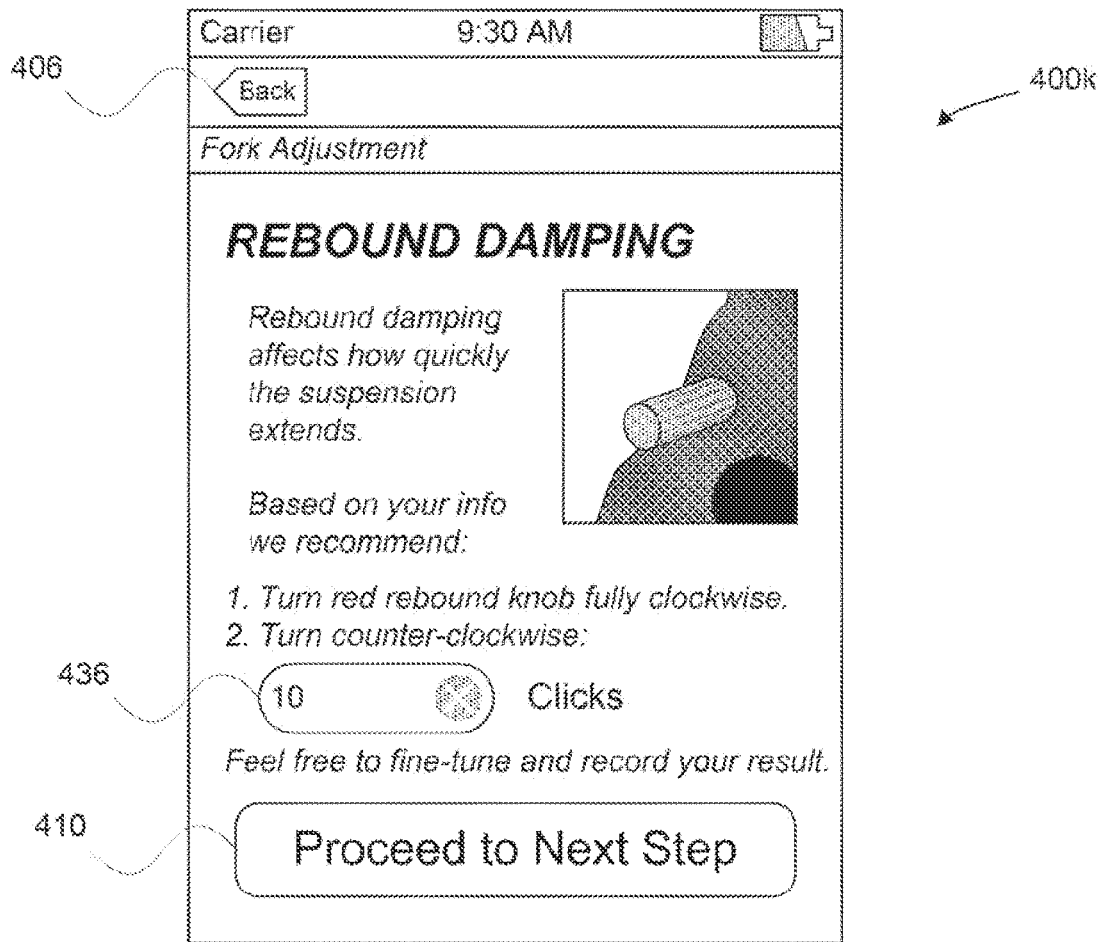 Carrier 9:30 AM
406
Back
400k
Fork Adjustment
REBOUND DAMPING
Rebound damping
affects how quickly
the suspension
extends.
Based on your info
we recommend:
1. Turn red rebound knob fully clockwise.
2. Turn counter-clockwise:
436
10 Clicks
Feel free to fine-tune and record your result.
410
Proceed to Next Step